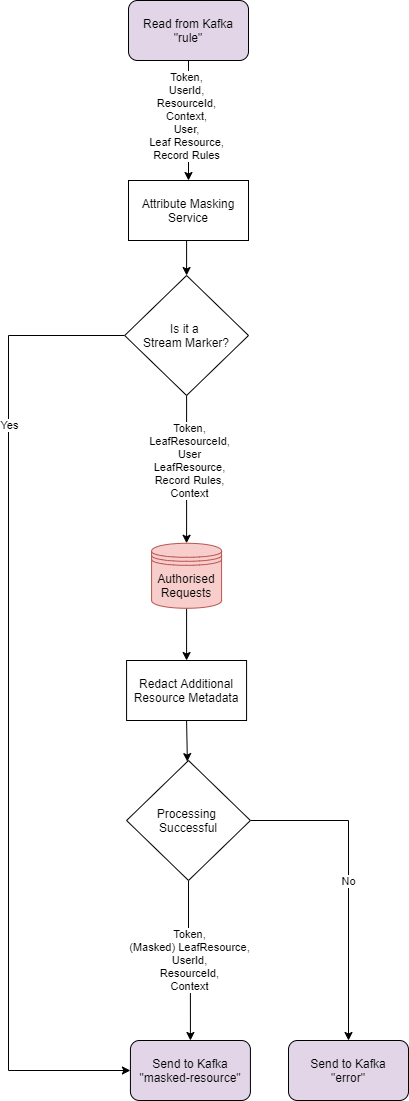 Read from Kafka
"rule"
Token,
UserId,
ResourceId,
Context,
User,
Leaf Resource,
Record Rules
Attribute Masking
Service
Is it a
Stream Marker?
Yes
Token,
LeafResourceId,
User
LeafResource,
Record Rules,
Context
Authorised
Requests
Redact Additional
Resource Metadata
Processing
Successful
No
Token,
(Masked) LeafResource,
UserId,
ResourceId,
Context
Send to Kafka
"masked-resource"
Send to Kafka
"error"